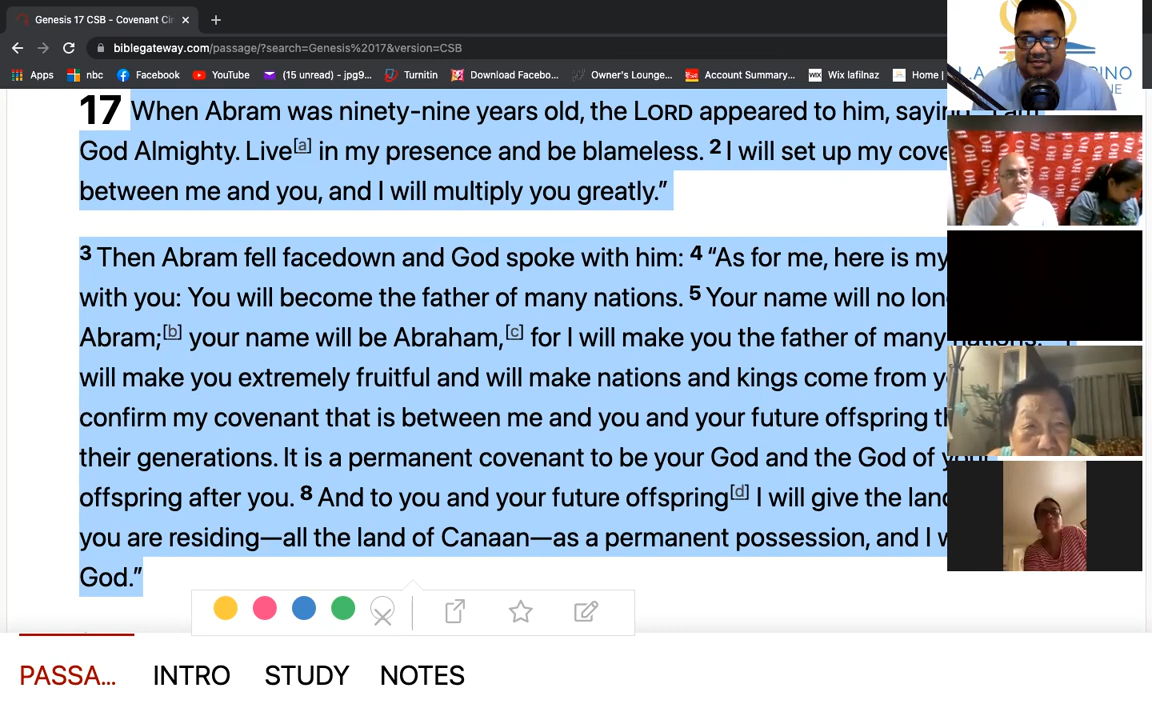 Genesis 17 CSB - Covenant Cir
biblegateway.com/passage/?search=Genesis%2017&version=CSB
Apps nbc Facebook YouTube (15 unread) - jpg9... Turnitin Download Facebo... Owner's Lounge... Account Summary... WIX Wix lafilnaz Home |
17 When Abram was ninety-nine years old, the LORD appeared to him, saying
God Almighty. Live[a] in my presence and be blameless. 2 I will set up my cove
between me and you, and I will multiply you greatly.”
3 Then Abram fell facedown and God spoke with him: 4 “As for me, here is my
with you: You will become the father of many nations. 5 Your name will no lon
Abram;[b] your name will be Abraham,[c] for I will make you the father of many nations.
will make you extremely fruitful and will make nations and kings come from y
confirm my covenant that is between me and you and your future offspring th
their generations. It is a permanent covenant to be your God and the God of your
offspring after you. 8 And to you and your future offspring[d] I will give the land
you are residing—all the land of Canaan—as a permanent possession, and I w
God.”
PASSA... INTRO STUDY NOTES